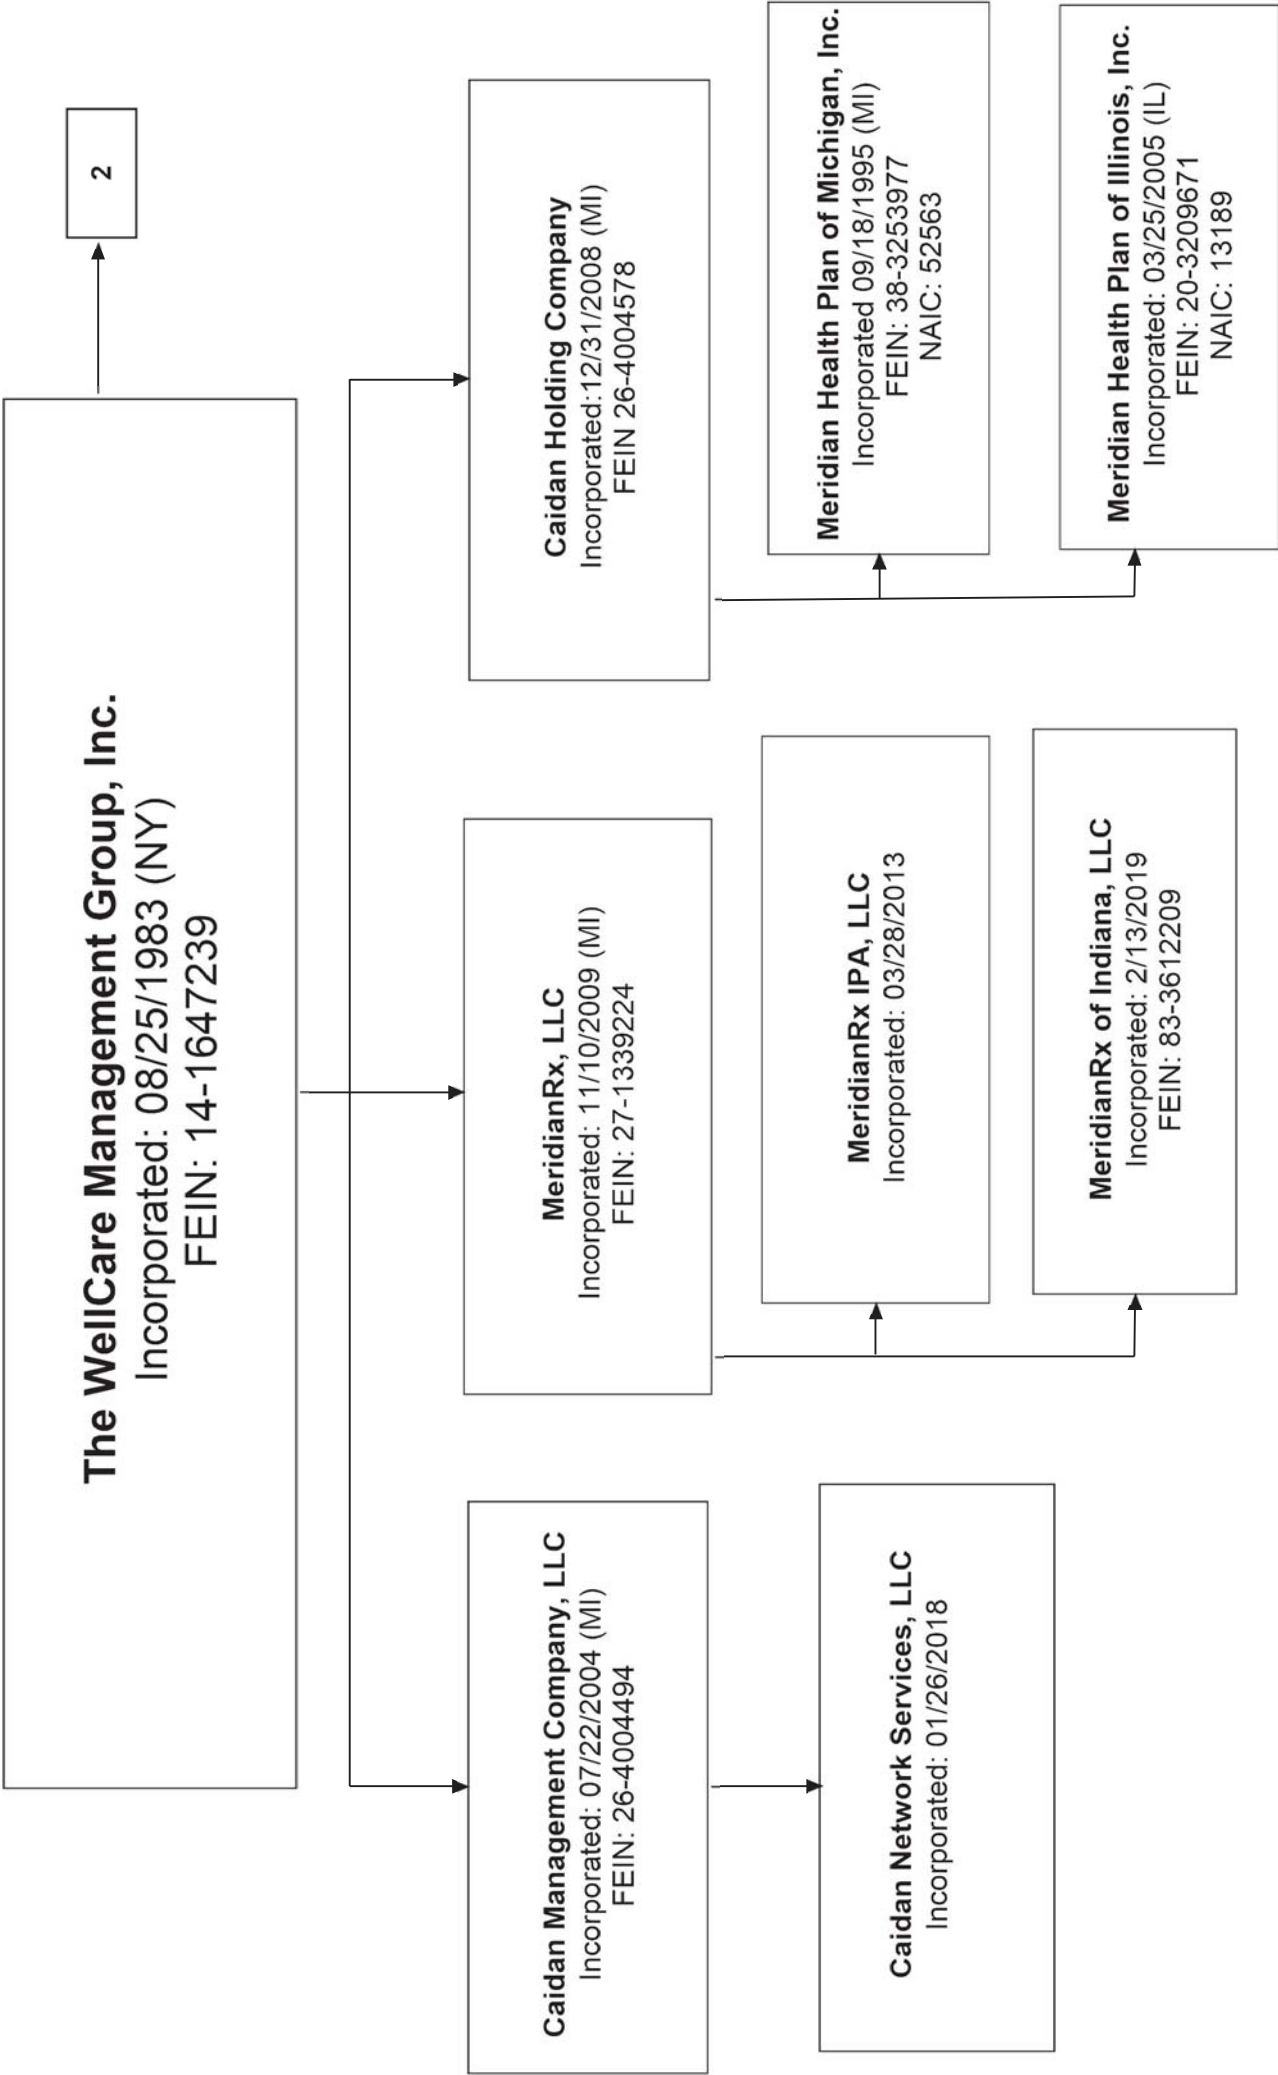 The WellCare Management Group, Inc.
Incorporated: 08/25/1983 (NY)
FEIN: 14-1647239
2
Caidan Management Company, LLC
Incorporated: 07/22/2004 (MI)
FEIN: 26-4004494
MeridianRx, LLC
Incorporated: 11/10/2009 (MI)
FEIN: 27-1339224
Caidan Holding Company
Incorporated:12/31/2008 (MI)
FEIN 26-4004578
Caidan Network Services, LLC
Incorporated: 01/26/2018
MeridianRx IPA, LLC
Incorporated: 03/28/2013
Meridian Health Plan of Michigan, Inc.
Incorporated 09/18/1995 (MI)
FEIN: 38-3253977
NAIC: 52563
MeridianRx of Indiana, LLC
Incorporated: 2/13/2019
FEIN: 83-3612209
Meridian Health Plan of Illinois, Inc.
Incorporated: 03/25/2005 (IL)
FEIN: 20-3209671
NAIC: 13189